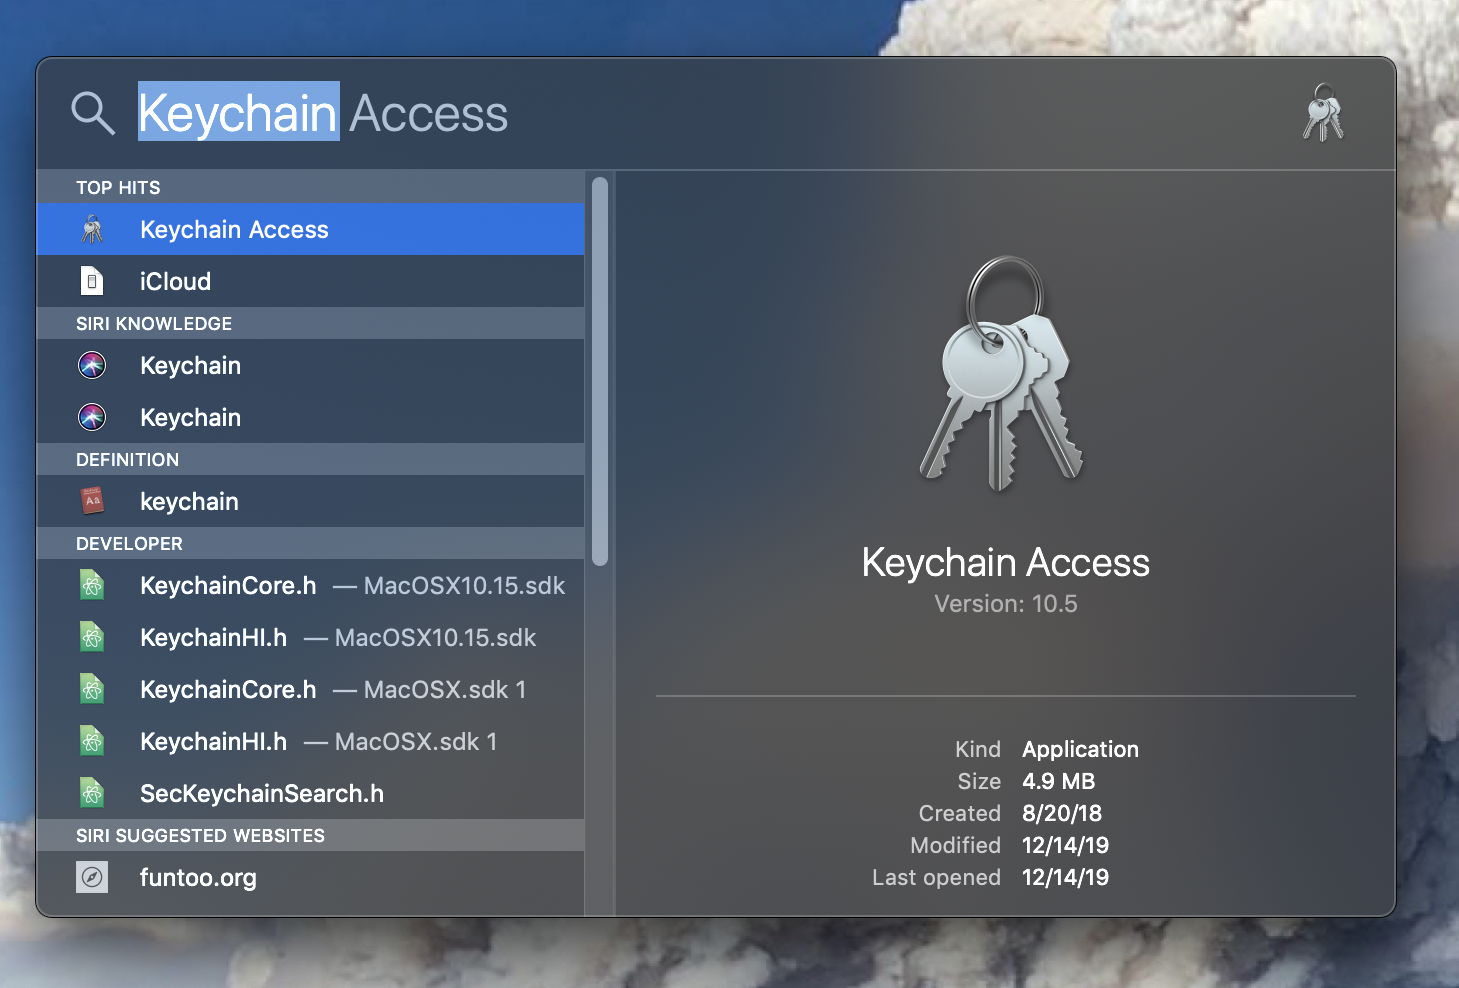 Keychain Access
TOP HITS
Keychain Access
iCloud
SIRI KNOWLEDGE
Keychain
Keychain
DEFINITION
Aa
keychain
DEVELOPER
KeychainCore.h — MacOSX10.15.sdk
KeychainHI.h — MacOSX10.15.sdk
KeychainCore.h — MacOSX.sdk 1
KeychainHI.h — MacOSX.sdk 1
SecKeychainSearch.h
SIRI SUGGESTED WEBSITES
funtoo.org
Keychain Access
Version: 10.5
Kind Application
Size 4.9 MB
Created 8/20/18
Modified 12/14/19
Last opened 12/14/19